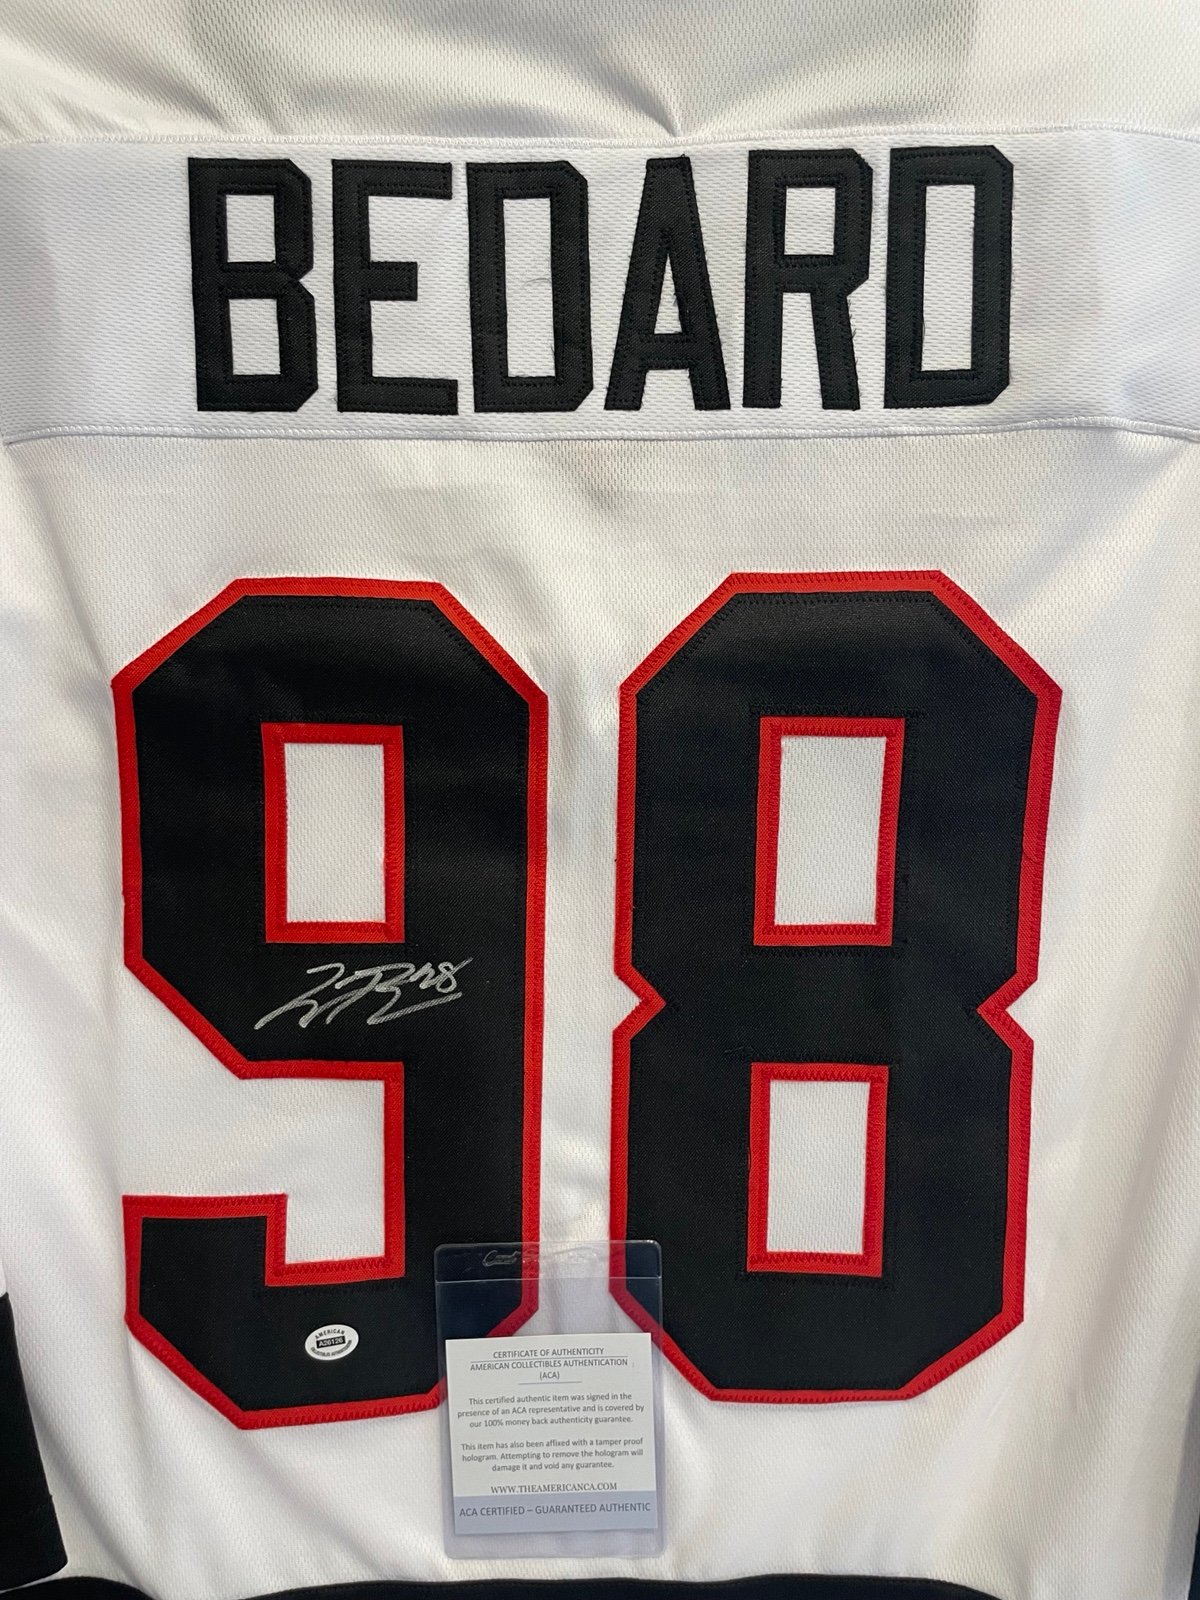 BEDARD
98
98
AMERICAN
A26126
CERTIFICATE OF AUTHENTICITY
AMERICAN COLLECTIBLES AUTHENTICATION
(ACA)
This certified authentic item was signed in the
presence of an ACA representative and is covered by
our 100% money back authenticity guarantee.
This item has also been affixed with a tamper proof
hologram. Attempting to remove the hologram will
damage it and void any guarantee.
WWW.THEAMERICANCA.COM
ACA CERTIFIED – GUARANTEED AUTHENTIC